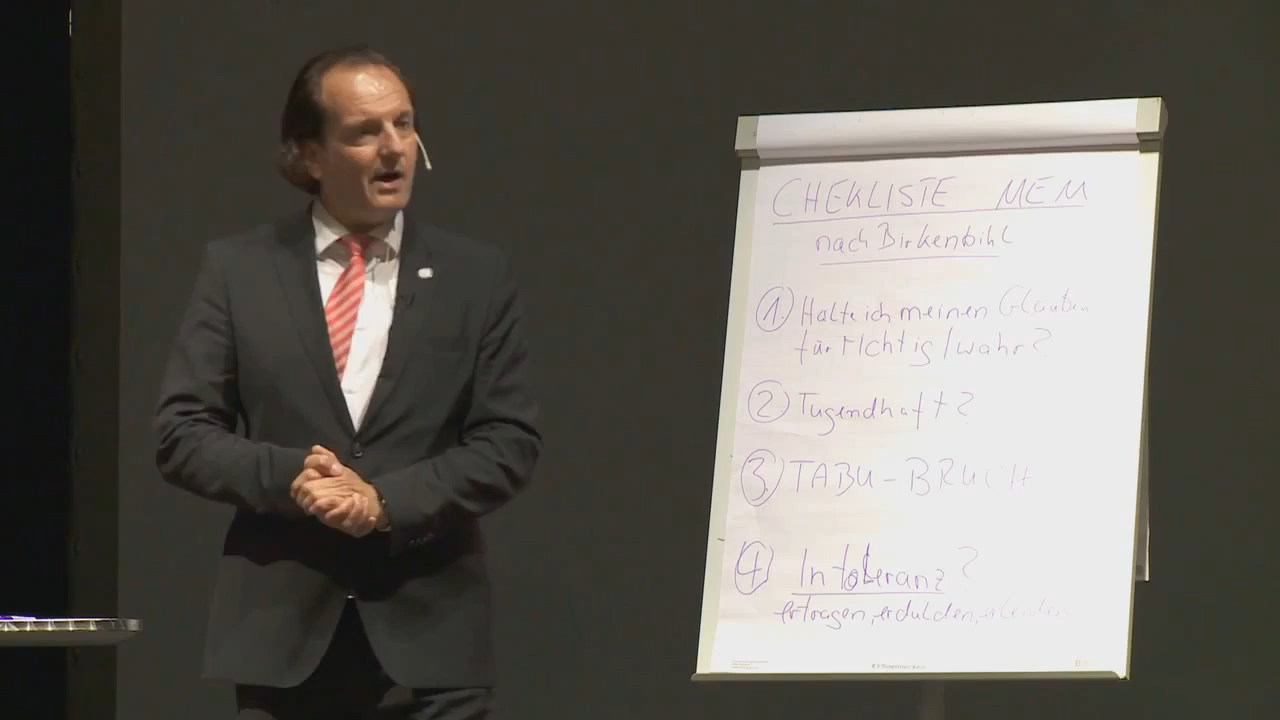 CHEKLISTE MEM
nach Birkenbihl
1. Halte ich meinen Glauben
für richtig/wahr?
2 Tugendhaft?
3. TABU-BRUCH
4 Intoleranz?
ertragen, erdulden, erleiden